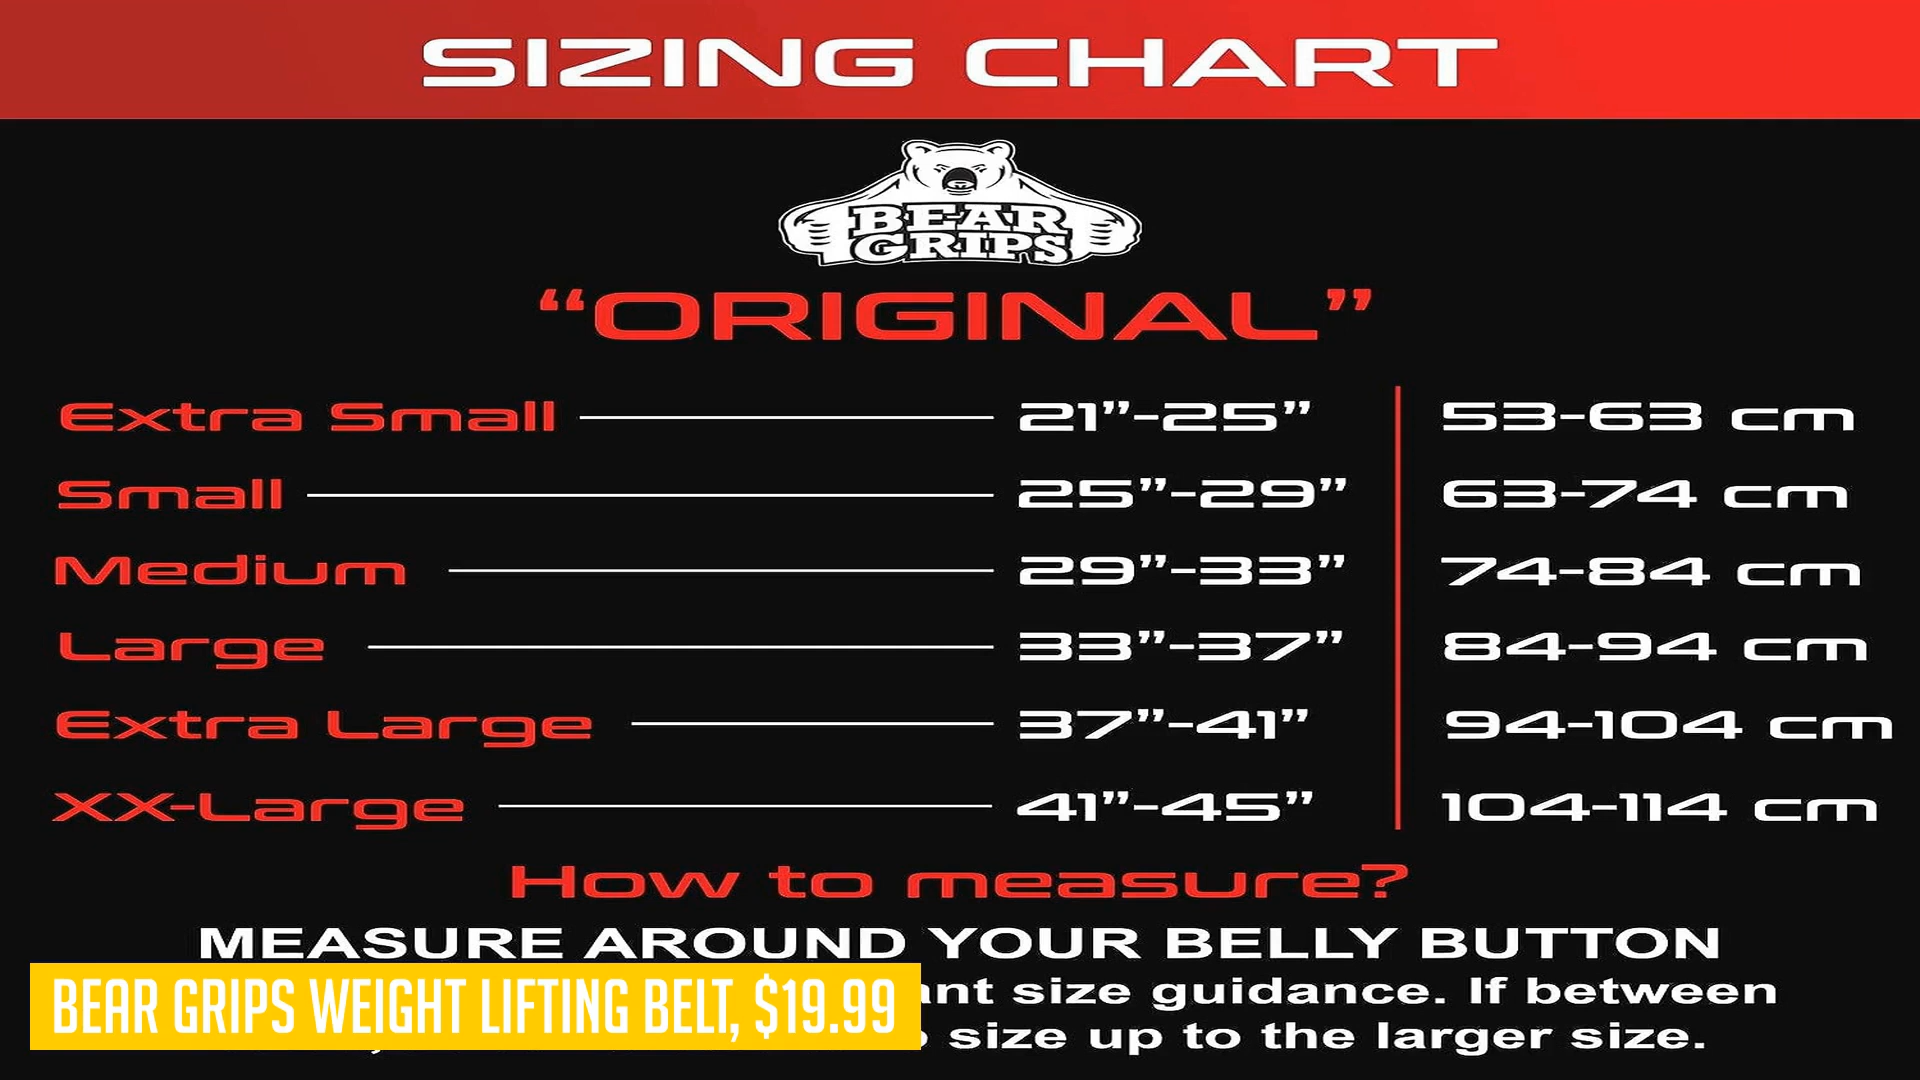 SIZING CHART
BEAR
GRIPS
“ORIGINAL”
Extra Small 21”-25” 53-63 cm
Small 25”-29” 63-74 cm
Medium 29”-33” 74-84 cm
Large 33”-37” 84-94 cm
Extra Large 37”-41” 94-104 cm
XX-Large 41”-45” 104-114 cm
How to measure?
MEASURE AROUND YOUR BELLY BUTTON
size guidance. If between
size up to the larger size.
BEAR GRIPS WEIGHT LIFTING BELT, $19.99